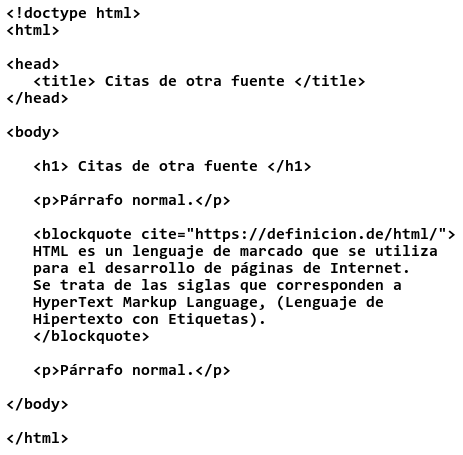 <!doctype html>
<html>
<head>
<title> Citas de otra fuente </title>
</head>
<body>
<h1> Citas de otra fuente </h1>
<p>Párrafo normal.</p>
<blockquote cite="https://definicion.de/html/">
HTML es un lenguaje de marcado que se utiliza
para el desarrollo de páginas de Internet.
Se trata de las siglas que corresponden a
HyperText Markup Language, (Lenguaje de
Hipertexto con Etiquetas).
</blockquote>
<p>Párrafo normal.</p>
</body>
</html>